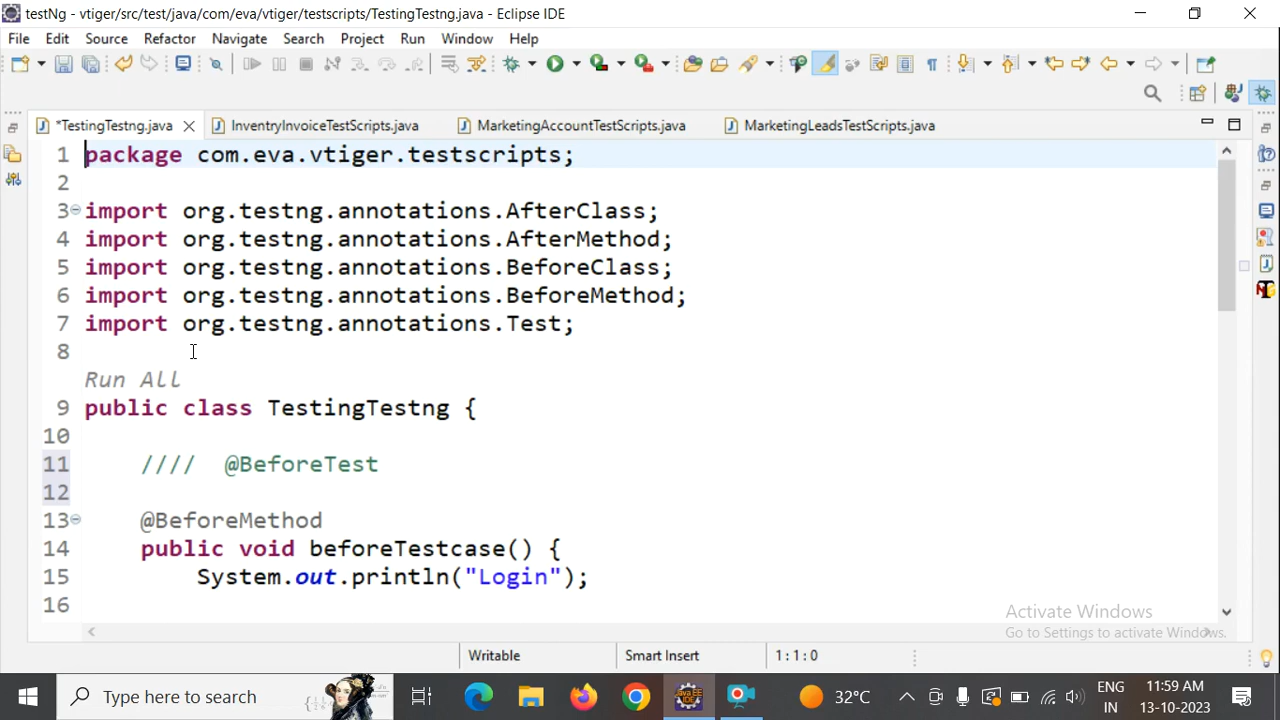 testNg - vtiger/src/test/java/com/eva/vtiger/testscripts/TestingTestng.java - Eclipse IDE
File Edit Source Refactor Navigate Search Project Run Window Help
*TestingTestng.java InventryInvoiceTestScripts.java MarketingAccountTestScripts.java MarketingLeadsTestScripts.java
1 package com.eva.vtiger.testscripts;
2
3 import org.testng.annotations.AfterClass;
4 import org.testng.annotations.AfterMethod;
5 import org.testng.annotations.BeforeClass;
6 import org.testng.annotations.BeforeMethod;
7 import org.testng.annotations.Test;
8
Run All
9 public class TestingTestng {
10
11 //// @BeforeTest
12
13 @BeforeMethod
14 public void beforeTestcase() {
15 System.out.println("Login");
16
Activate Windows
Go to Settings to activate Windows.
Writable Smart Insert 1 : 1 : 0
Type here to search 32°C ENG 11:59 AM
IN 13-10-2023